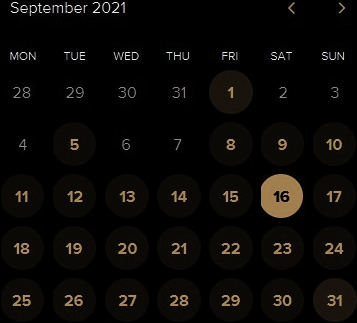 September 2021
MON TUE WED THU FRI SAT SUN
28 29 30 31 1 2 3
4 5 6 7 8 9 10
11 12 13 14 15 16 17
18 19 20 21 22 23 24
25 26 27 28 29 30 31